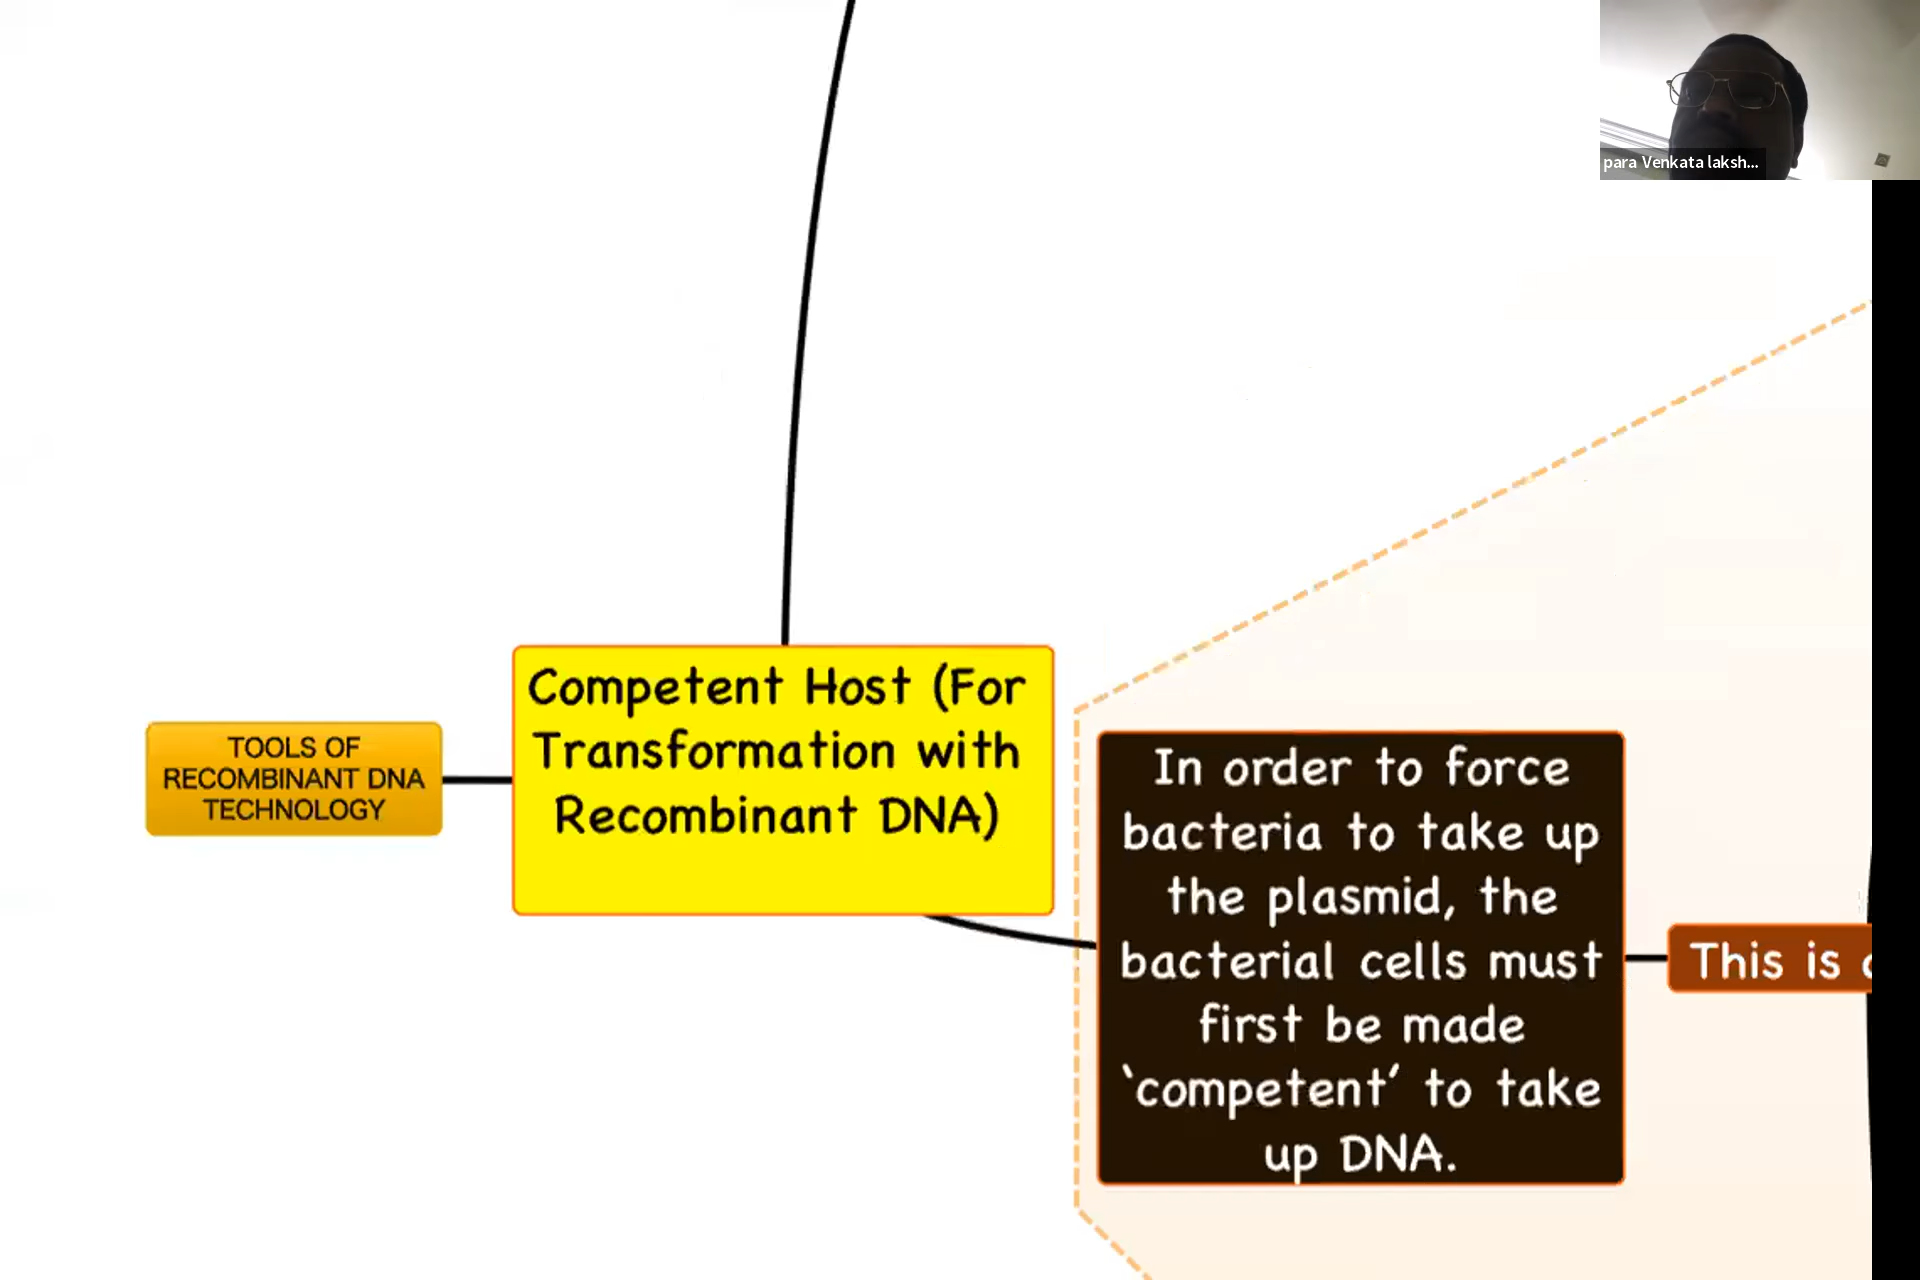 para Venkata laksh...
Competent Host (For
Transformation with
Recombinant DNA)
TOOLS OF
RECOMBINANT DNA
TECHNOLOGY
In order to force
bacteria to take up
the plasmid, the
bacterial cells must
first be made
‘competent’ to take
up DNA.
This is